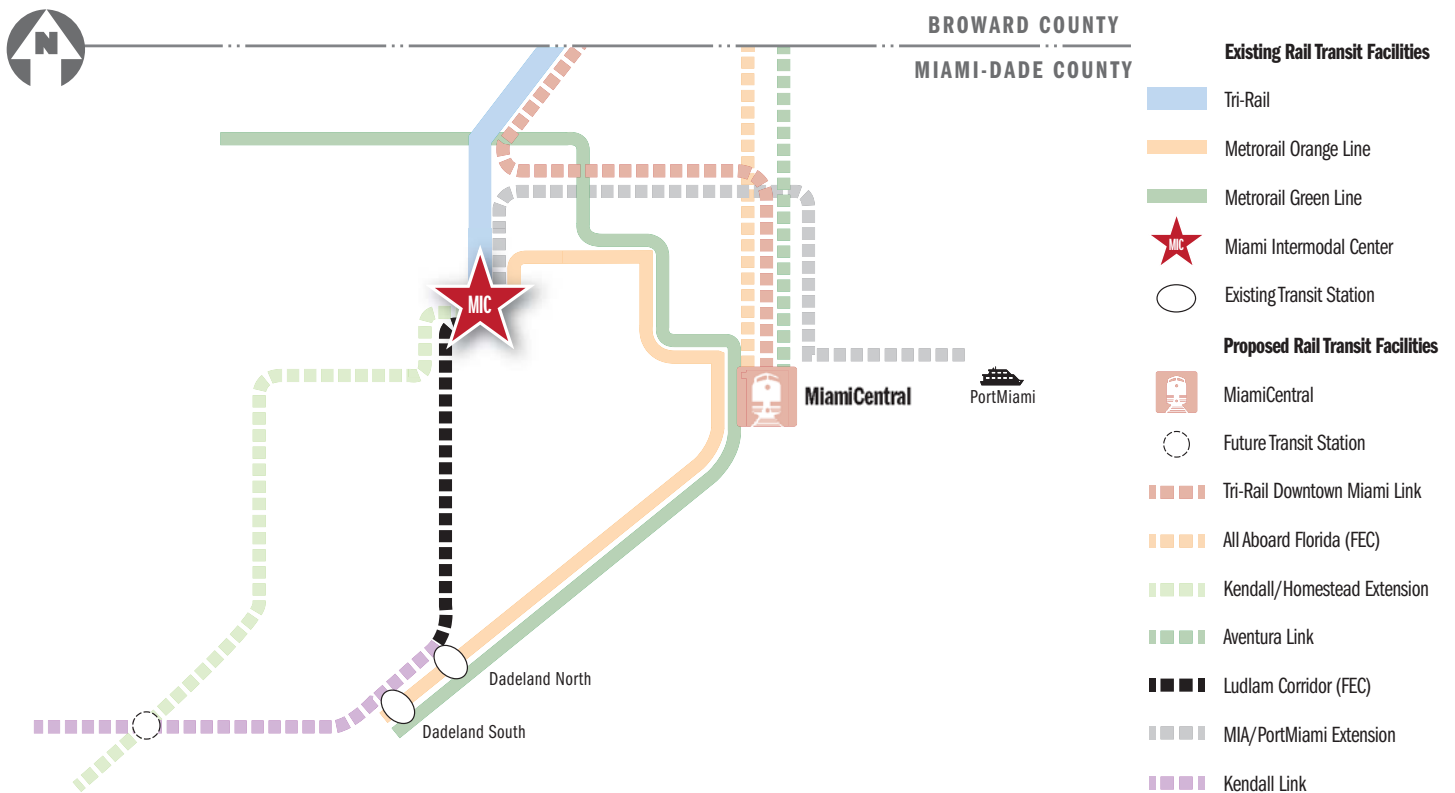 N
BROWARD COUNTY
MIAMI-DADE COUNTY
MIC
MiamiCentral
PortMiami
Dadeland North
Dadeland South
Existing Rail Transit Facilities
Tri-Rail
Metrorail Orange Line
Metrorail Green Line
MIC
Miami Intermodal Center
Existing Transit Station
Proposed Rail Transit Facilities
MiamiCentral
Future Transit Station
Tri-Rail Downtown Miami Link
All Aboard Florida (FEC)
Kendall/Homestead Extension
Aventura Link
Ludlam Corridor (FEC)
MIA/PortMiami Extension
Kendall Link